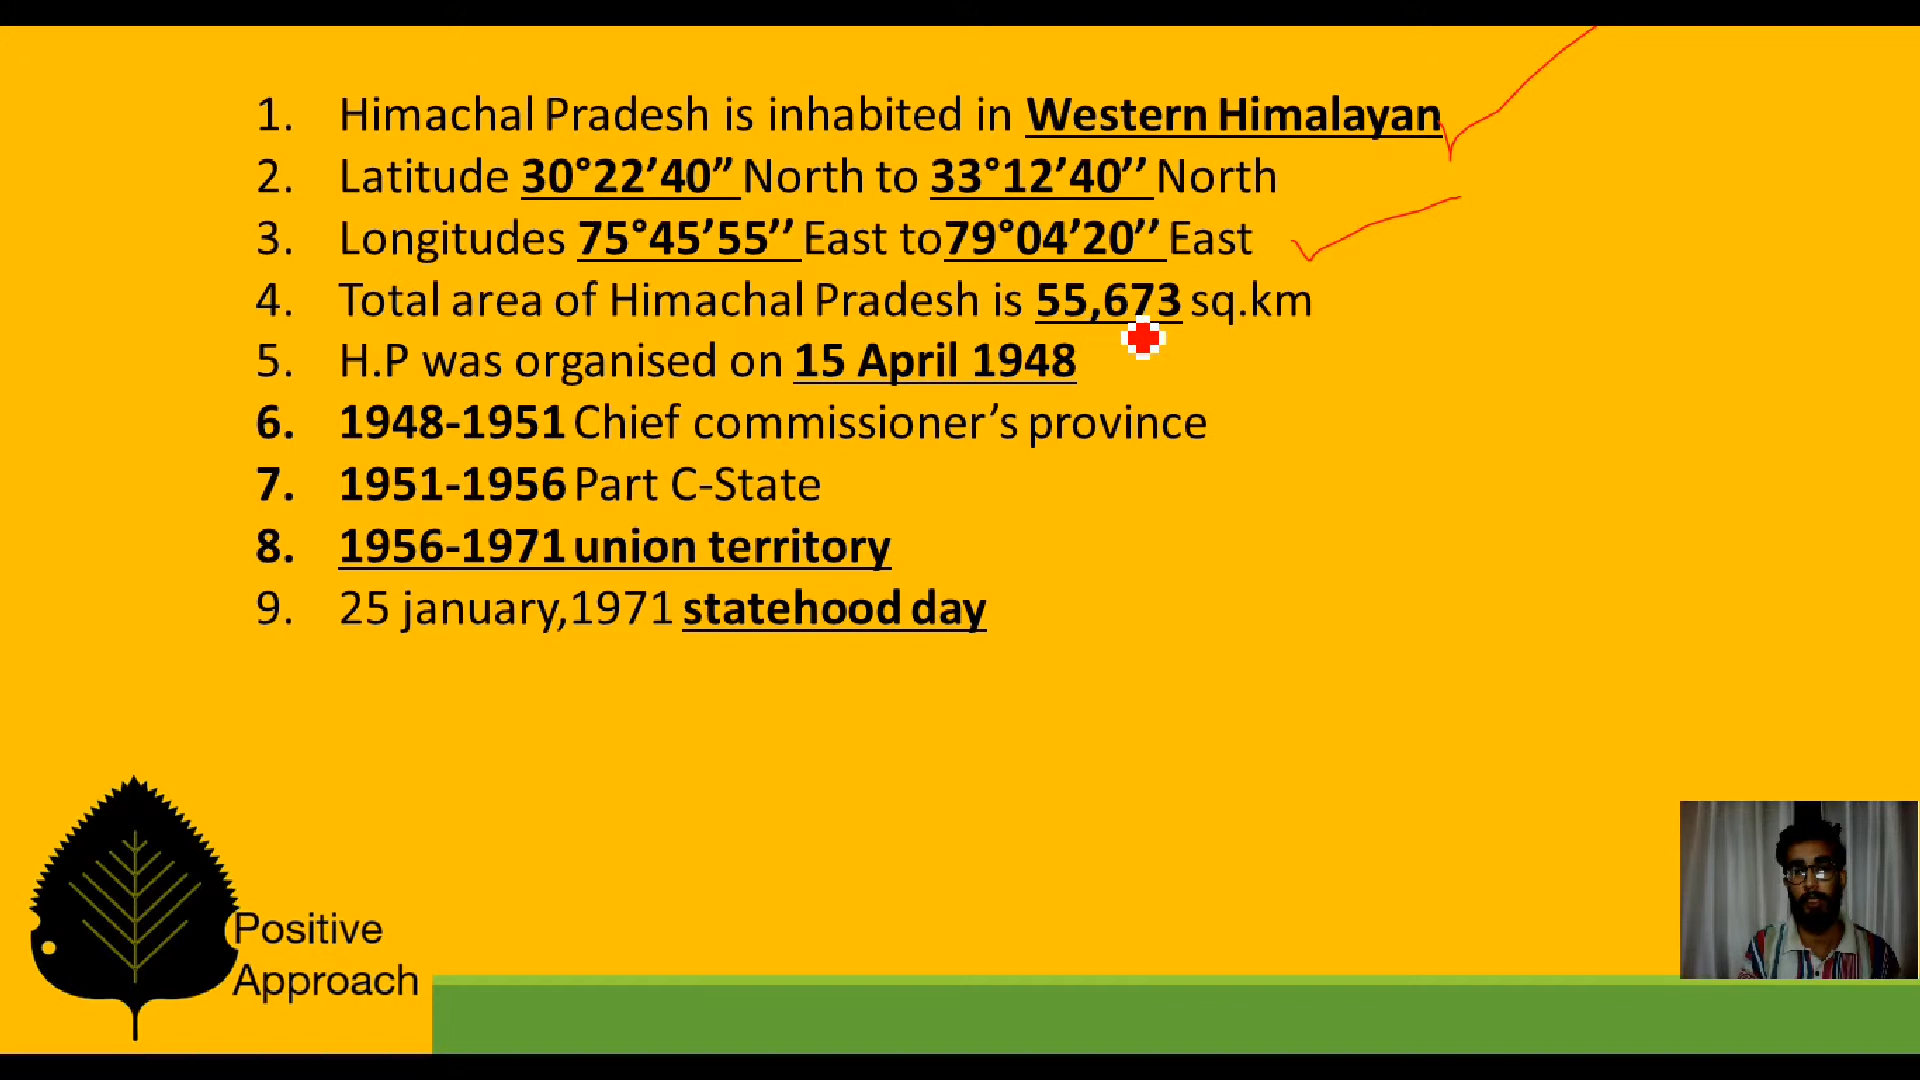 1. Himachal Pradesh is inhabited in Western Himalayan
2. Latitude 30°22’40” North to 33°12’40’’ North
3. Longitudes 75°45’55’’ East to 79°04’20’’ East
4. Total area of Himachal Pradesh is 55,673 sq.km
5. H.P was organised on 15 April 1948
6. 1948-1951 Chief commissioner’s province
7. 1951-1956 Part C-State
8. 1956-1971 union territory
9. 25 january,1971 statehood day
Positive
Approach